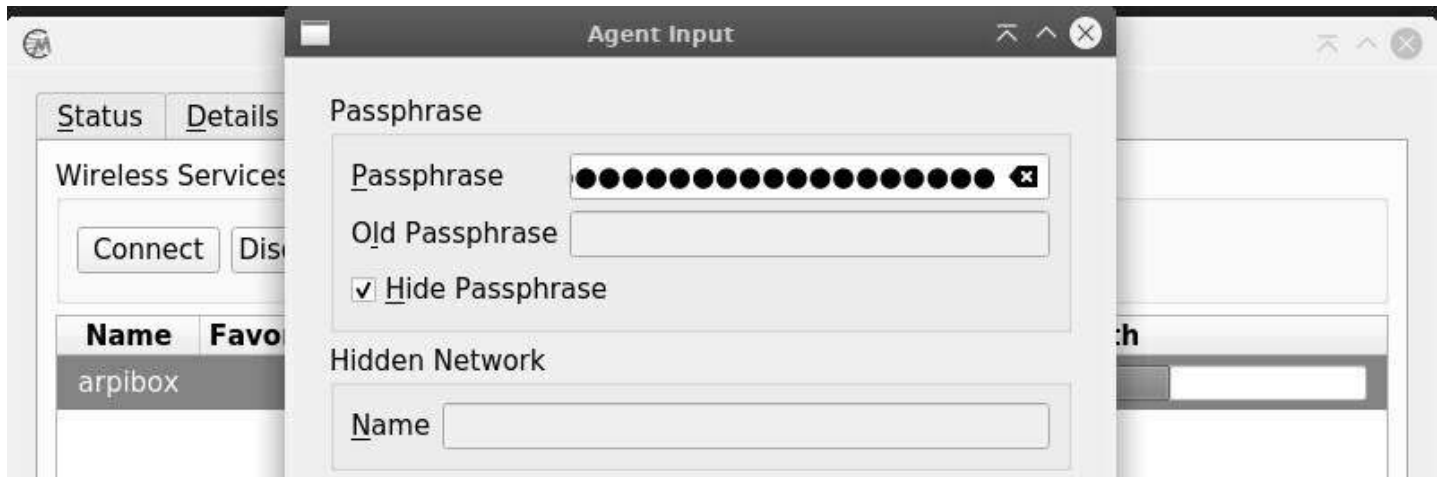 Agent Input
Status Details
Passphrase
Wireless Services
Passphrase
Old Passphrase
Connect
Hide Passphrase
Name
Hidden Network
arpibox
Name